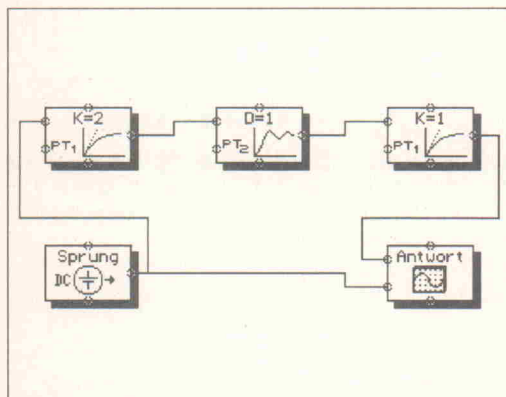 K=2
PT1
D=1
PT2
K=1
PT1
Sprung
DC
Antwort